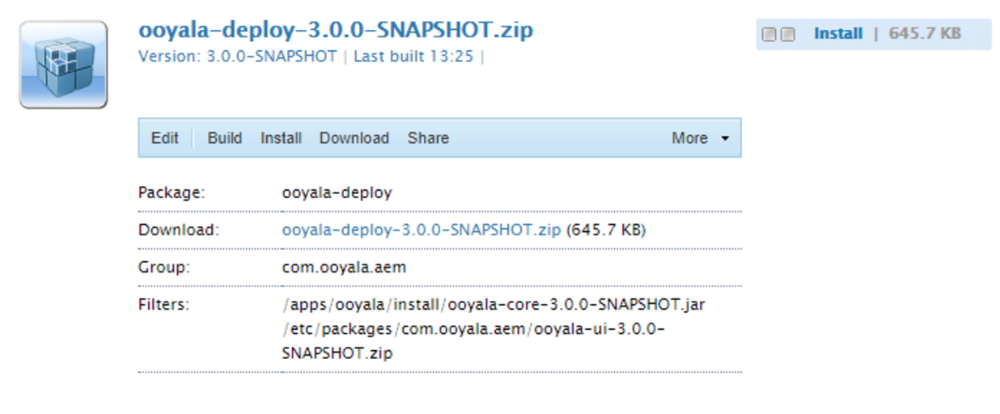 ooyala-deploy-3.0.0-SNAPSHOT.zip
Install | 645.7 KB
Version: 3.0.0-SNAPSHOT | Last built 13:25 |
Edit Build Install Download Share More
Package: ooyala-deploy
Download: ooyala-deploy-3.0.0-SNAPSHOT.zip (645.7 KB)
Group: com.ooyala.aem
Filters: /apps/ooyala/install/ooyala-core-3.0.0-SNAPSHOT.jar
/etc/packages/com.ooyala.aem/ooyala-ui-3.0.0-
SNAPSHOT.zip